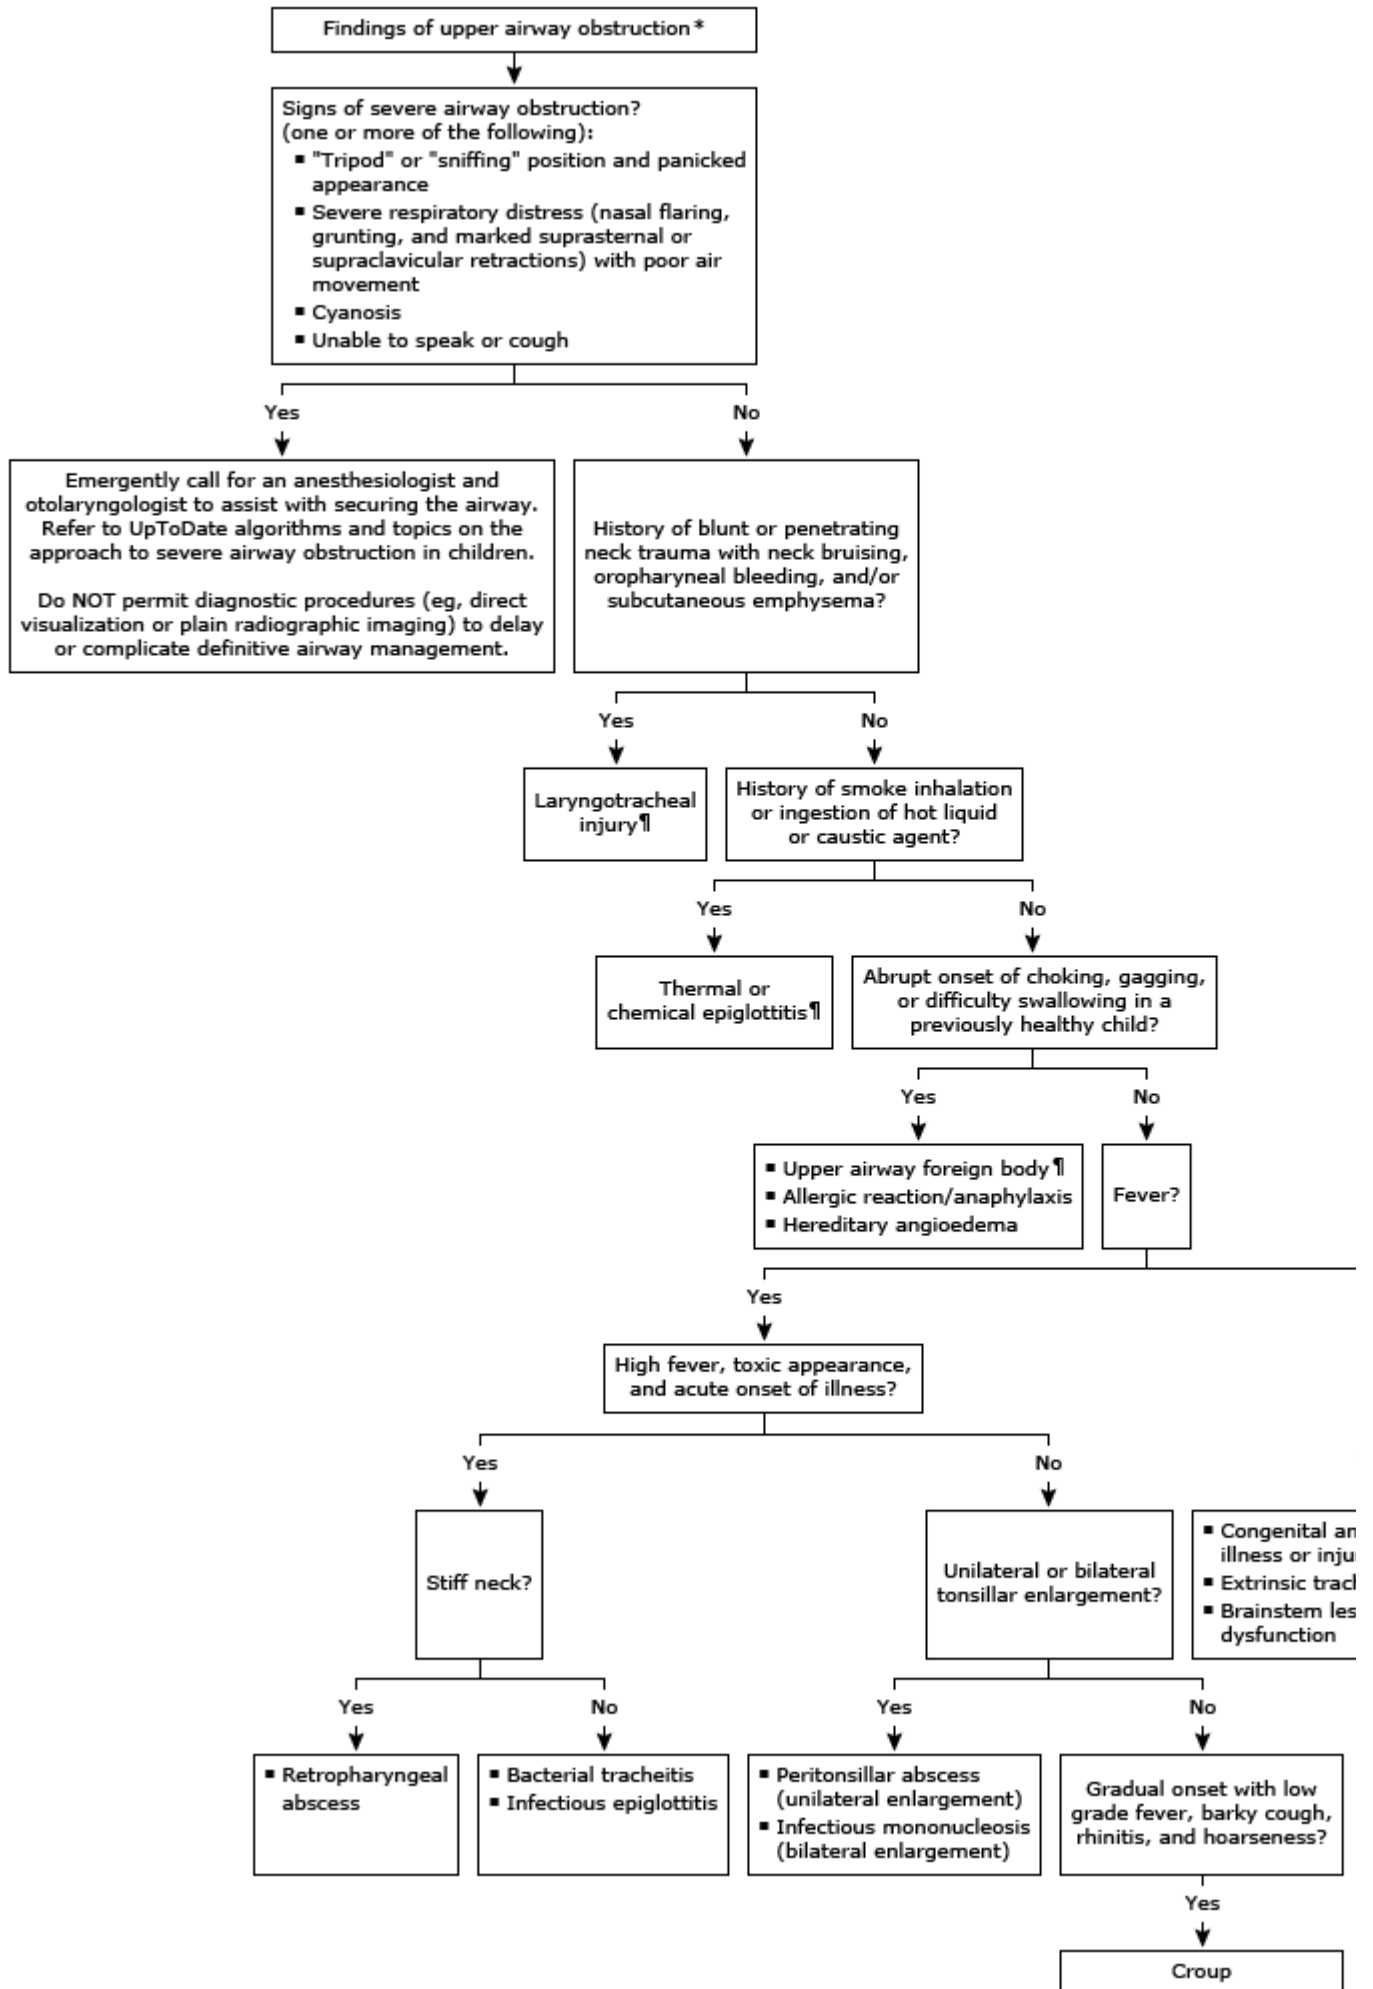 Findings of upper airway obstruction*
Signs of severe airway obstruction?
(one or more of the following):
▪ "Tripod" or "sniffing" position and panicked
appearance
▪ Severe respiratory distress (nasal flaring,
grunting, and marked suprasternal or
supraclavicular retractions) with poor air
movement
▪ Cyanosis
▪ Unable to speak or cough
Yes
No
Emergently call for an anesthesiologist and
otolaryngologist to assist with securing the airway.
Refer to UpToDate algorithms and topics on the
approach to severe airway obstruction in children.
Do NOT permit diagnostic procedures (eg, direct
visualization or plain radiographic imaging) to delay
or complicate definitive airway management.
History of blunt or penetrating
neck trauma with neck bruising,
oropharyneal bleeding, and/or
subcutaneous emphysema?
Yes
No
Laryngotracheal
injury¶
History of smoke inhalation
or ingestion of hot liquid
or caustic agent?
Yes
No
Thermal or
chemical epiglottitis¶
Abrupt onset of choking, gagging,
or difficulty swallowing in a
previously healthy child?
Yes
No
▪ Upper airway foreign body¶
▪ Allergic reaction/anaphylaxis
▪ Hereditary angioedema
Fever?
Yes
High fever, toxic appearance,
and acute onset of illness?
Yes
No
Stiff neck?
Unilateral or bilateral
tonsillar enlargement?
▪ Congenital
illness or
▪ Extrinsic
▪ Brainstem
dysfunction
Yes
No
Yes
No
▪ Retropharyngeal
abscess
▪ Bacterial tracheitis
▪ Infectious epiglottitis
▪ Peritonsillar abscess
(unilateral enlargement)
▪ Infectious mononucleosis
(bilateral enlargement)
Gradual onset with low
grade fever, barky cough,
rhinitis, and hoarseness?
Yes
Croup